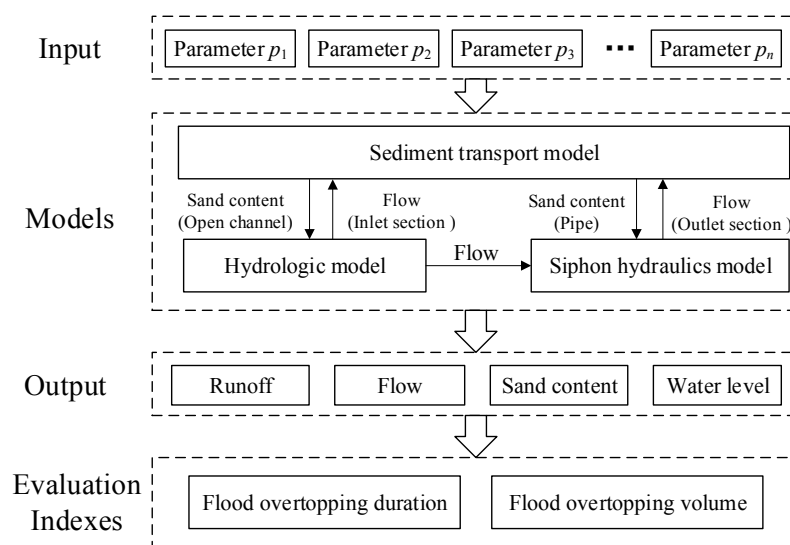 Input
Parameter p1
Parameter p2
Parameter p3
...
Parameter pn
Models
Sediment transport model
Sand content
(Open channel)
Flow
(Inlet section )
Sand content
(Pipe)
Flow
(Outlet section )
Hydrologic model
Flow
Siphon hydraulics model
Output
Runoff
Flow
Sand content
Water level
Evaluation
Indexes
Flood overtopping duration
Flood overtopping volume